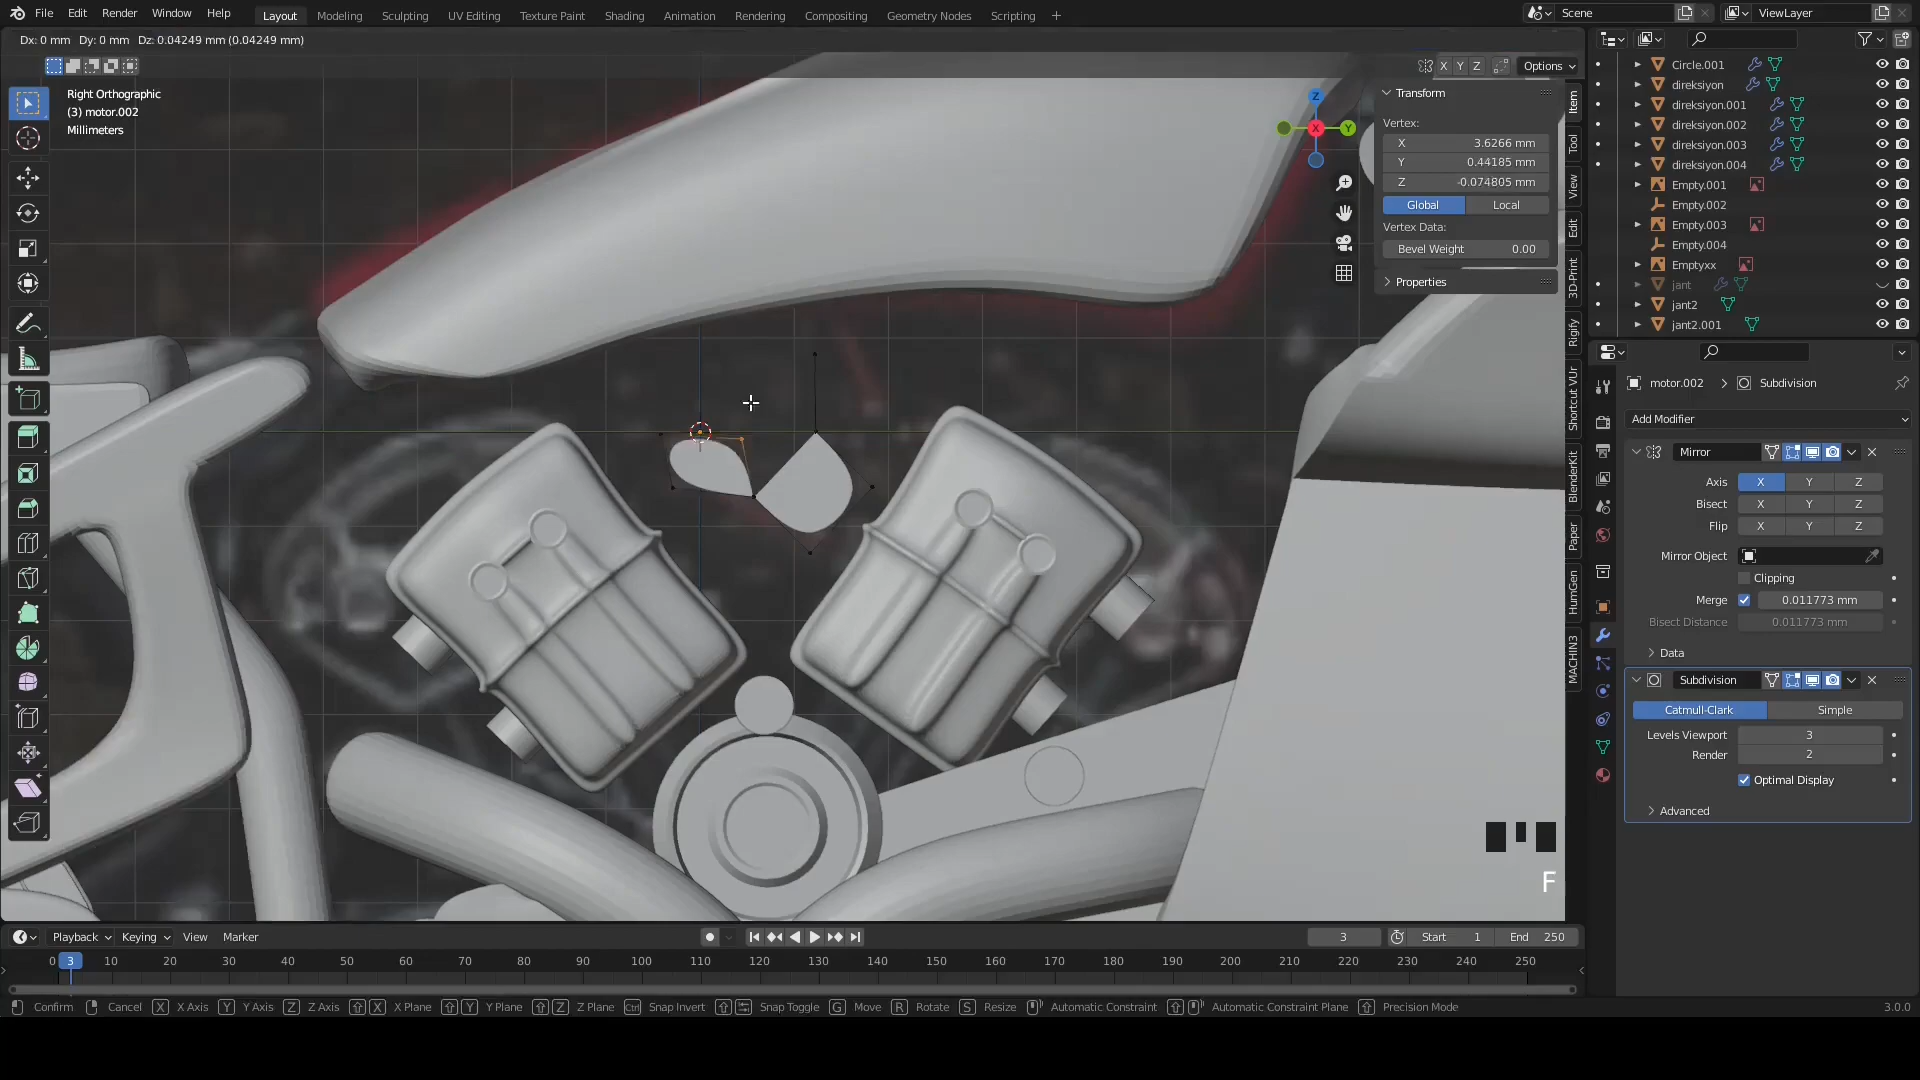 File Edit Render Window Help Layout Modeling Sculpting UV Editing Texture Paint Shading Animation Rendering Compositing Geometry Nodes Scripting + Scene ViewLayer
Dx: 0 mm Dy: 0 mm Dz: 0.04249 mm (0.04249 mm)
X Y Z Options
Right Orthographic
(3) motor.002
Millimeters
Z
Y
X
Transform
Vertex:
X 3.6266 mm
Y 0.44185 mm
Z -0.074805 mm
Global Local
Vertex Data:
Bevel Weight 0.00
Properties
Item
Tool
View
Edit
3D-Print
Rigify
Shortcut VUr
BlenderKit
Paper
HumGen
MACHIN3
Circle.001
direksiyon
direksiyon.001
direksiyon.002
direksiyon.003
direksiyon.004
Empty.001
Empty.002
Empty.003
Empty.004
Emptyxx
jant
jant2
jant2.001
motor.002 > Subdivision
Add Modifier
Mirror
Axis X Y Z
Bisect X Y Z
Flip X Y Z
Mirror Object
Clipping
Merge 0.011773 mm
Bisect Distance 0.011773 mm
Data
Subdivision
Catmull-Clark Simple
Levels Viewport 3
Render 2
Optimal Display
Advanced
F
Playback Keying View Marker 3 Start 1 End 250
0 3 10 20 30 40 50 60 70 80 90 100 110 120 130 140 150 160 170 180 190 200 210 220 230 240 250
Confirm Cancel X X Axis Y Y Axis Z Z Axis X X Plane Y Y Plane Z Z Plane Ctrl Snap Invert Snap Toggle G Move R Rotate S Resize Automatic Constraint Automatic Constraint Plane Precision Mode 3.0.0